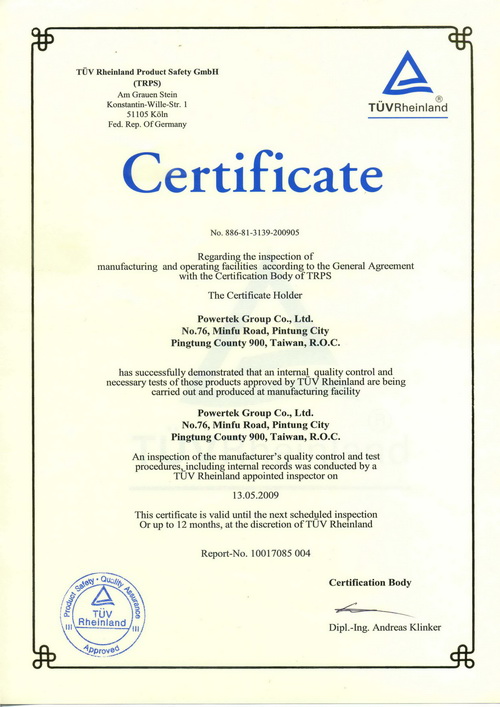 TÜV Rheinland Product Safety GmbH
(TRPS)
Am Grauen Stein
Konstantin-Wille-Str. 1
51105 Köln
Fed. Rep. Of Germany
®
TÜVRheinland
Certificate
No. 886-81-3139-200905
Regarding the inspection of
manufacturing and operating facilities according to the General Agreement
with the Certification Body of TRPS
The Certificate Holder
Powertek Group Co., Ltd.
No.76, Minfu Road, Pintung City
Pingtung County 900, Taiwan, R.O.C.
has successfully demonstrated that an internal quality control and
necessary tests of those products approved by TÜV Rheinland are being
carried out and produced at manufacturing facility
Powertek Group Co., Ltd.
No.76, Minfu Road, Pintung City
Pingtung County 900, Taiwan, R.O.C.
An inspection of the manufacturer's quality control and test
procedures, including internal records was conducted by a
TÜV Rheinland appointed inspector on
13.05.2009
This certificate is valid until the next scheduled inspection
Or up to 12 months, at the discretion of TÜV Rheinland
Report-No. 10017085 004
Certification Body
Dipl.-Ing. Andreas Klinker
Product Safety · Quality Assurance
TÜV
Rheinland
Approved